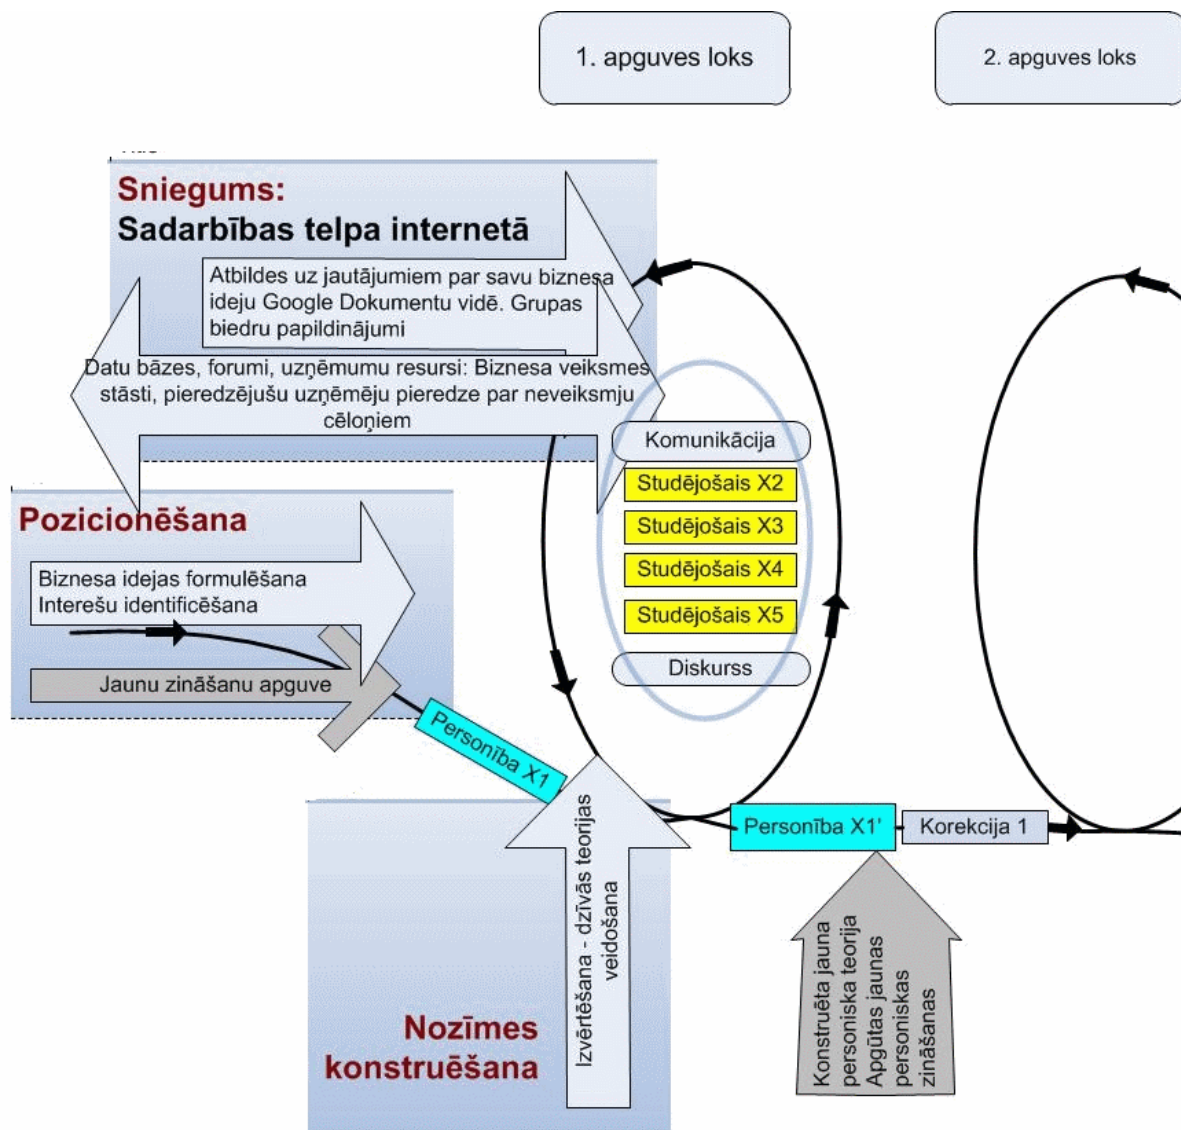 1. apguves loks
2. apguves loks
Sniegums:
Sadarbības telpa internetā
Atbildes uz jautājumiem par savu biznesa
ideju Google Dokumentu vidē. Grupas
biedru papildinājumi
Datu bāzes, forumi, uzņēmumu resursi: Biznesa veiksmes
stāsti, pieredzējušu uzņēmēju pieredze par neveiksmju
cēloņiem
Komunikācija
Studējošais X2
Studējošais X3
Studējošais X4
Studējošais X5
Diskurss
Pozicionēšana
Biznesa idejas formulēšana
Interešu identificēšana
Jaunu zināšanu apguve
Personība X1
Personība X1’
Korekcija 1
Izvērtēšana - dzīvās teorijas
veidošana
Nozīmes
konstruēšana
Konstruēta jauna
personiska teorija
Apgūtas jaunas
personiskas
zināšanas